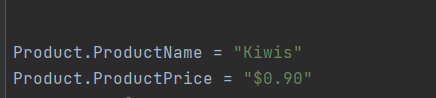 Product.ProductName = "Kiwis"
Product.ProductPrice = "$0.90"